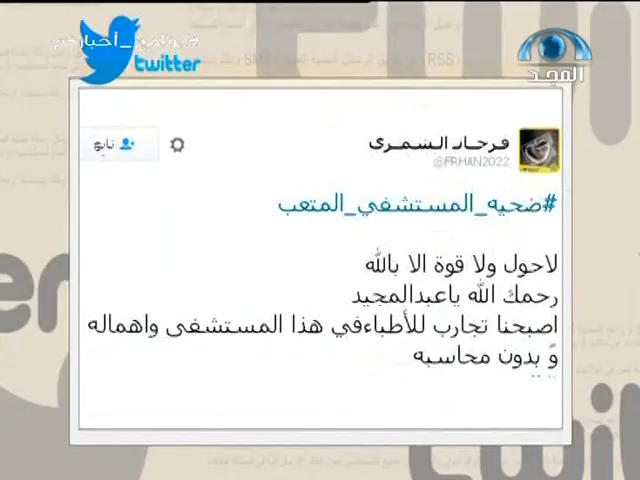 #برنامج_أخباركم
twitter
المجد
فرحان الشمري
@FRHAN2022
تابع
#ضحيه_المستشفي_المتعب
لاحول ولا قوة الا بالله
رحمك الله ياعبدالمجيد
اصبحنا تجارب للأطباءفي هذا المستشفى واهماله
وً بدون محاسبه